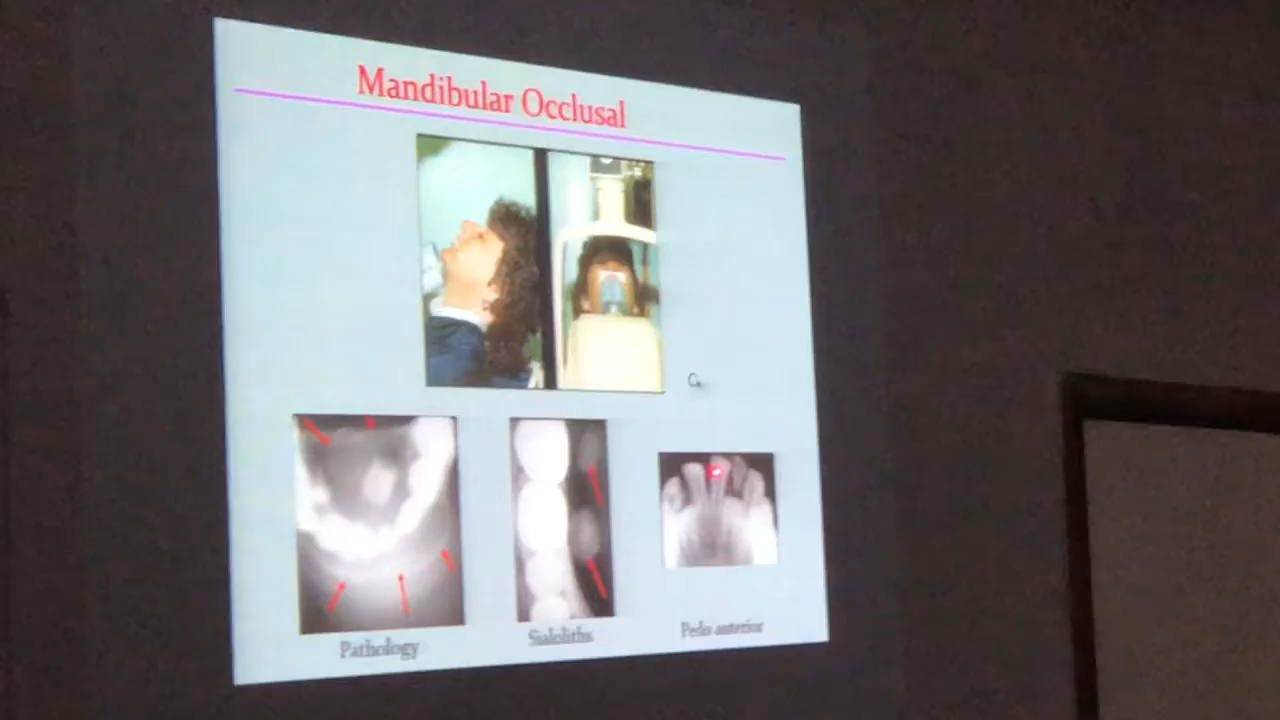 Mandibular Occlusal
Pathology
Sialoliths
Pedo anterior